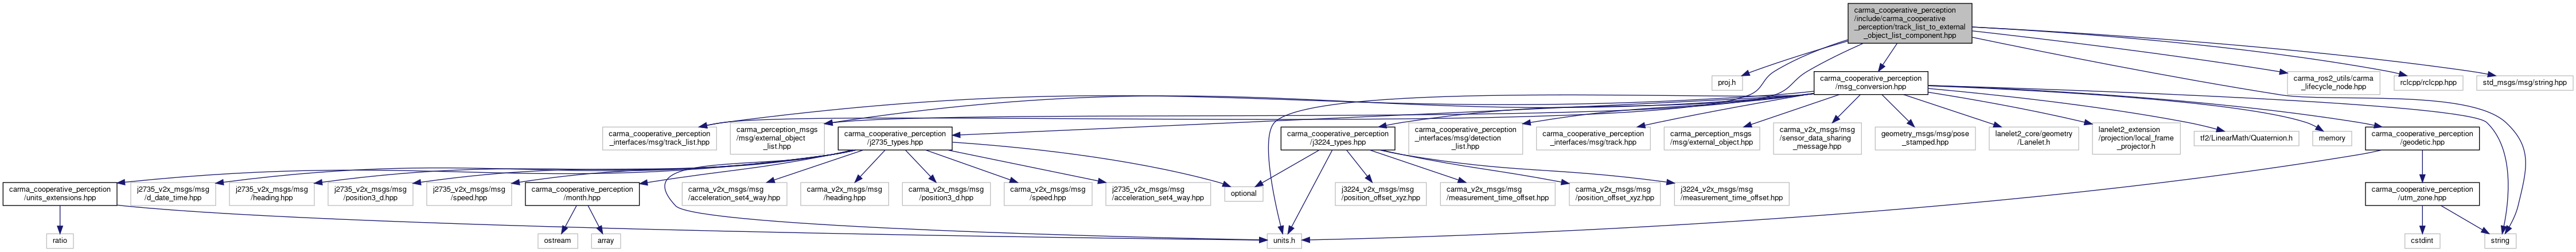 carma_cooperative_perception
/include/carma_cooperative
_perception/track_list_to_external
_object_list_component.hpp
proj.h
carma_cooperative_perception
/msg_conversion.hpp
carma_ros2_utils/carma
_lifecycle_node.hpp
rclcpp/rclcpp.hpp
std_msgs/msg/string.hpp
carma_cooperative_perception
_interfaces/msg/track_list.hpp
carma_perception_msgs
/msg/external_object
_list.hpp
carma_cooperative_perception
/j2735_types.hpp
carma_cooperative_perception
/j3224_types.hpp
carma_cooperative_perception
_interfaces/msg/detection
_list.hpp
carma_cooperative_perception
_interfaces/msg/track.hpp
carma_perception_msgs
/msg/external_object.hpp
carma_v2x_msgs/msg
/sensor_data_sharing
_message.hpp
geometry_msgs/msg/pose
_stamped.hpp
lanelet2_core/geometry
/Lanelet.h
lanelet2_extension
/projection/local_frame
_projector.h
tf2/LinearMath/Quaternion.h
memory
carma_cooperative_perception
/geodetic.hpp
carma_cooperative_perception
/units_extensions.hpp
j2735_v2x_msgs/msg
/d_date_time.hpp
j2735_v2x_msgs/msg
/heading.hpp
j2735_v2x_msgs/msg
/position3_d.hpp
j2735_v2x_msgs/msg
/speed.hpp
carma_cooperative_perception
/month.hpp
carma_v2x_msgs/msg
/acceleration_set4_way.hpp
carma_v2x_msgs/msg
/heading.hpp
carma_v2x_msgs/msg
/position3_d.hpp
carma_v2x_msgs/msg
/speed.hpp
j2735_v2x_msgs/msg
/acceleration_set4_way.hpp
optional
j3224_v2x_msgs/msg
/position_offset_xyz.hpp
carma_v2x_msgs/msg
/measurement_time_offset.hpp
carma_v2x_msgs/msg
/position_offset_xyz.hpp
j3224_v2x_msgs/msg
/measurement_time_offset.hpp
carma_cooperative_perception
/utm_zone.hpp
ratio
ostream
array
units.h
cstdint
string